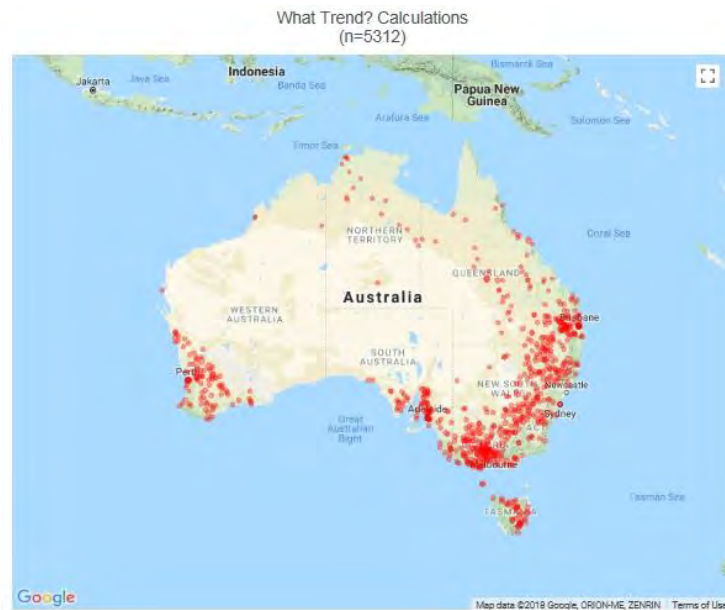 What Trend? Calculations
(n=5312)
Bismarck Sea
Indonesia
Java Sea
Jakarta
Banda Sea
Papua New
Guinea
Arafura Sea
Solomon Sea
Timor Sea
Coral Sea
NORTHERN
TERRITORY
QUEENSLAND
Australia
WESTERN
AUSTRALIA
Brisbane
SOUTH
AUSTRALIA
Perth
NEW SOUTH
WALES
Newcastle
Adelaide
Sydney
Great
Australian
Bight
ACT
Melbourne
Tasman Sea
TASMANIA
Google
Map data ©2018 Google, ORION-ME, ZENRIN
Terms of Use